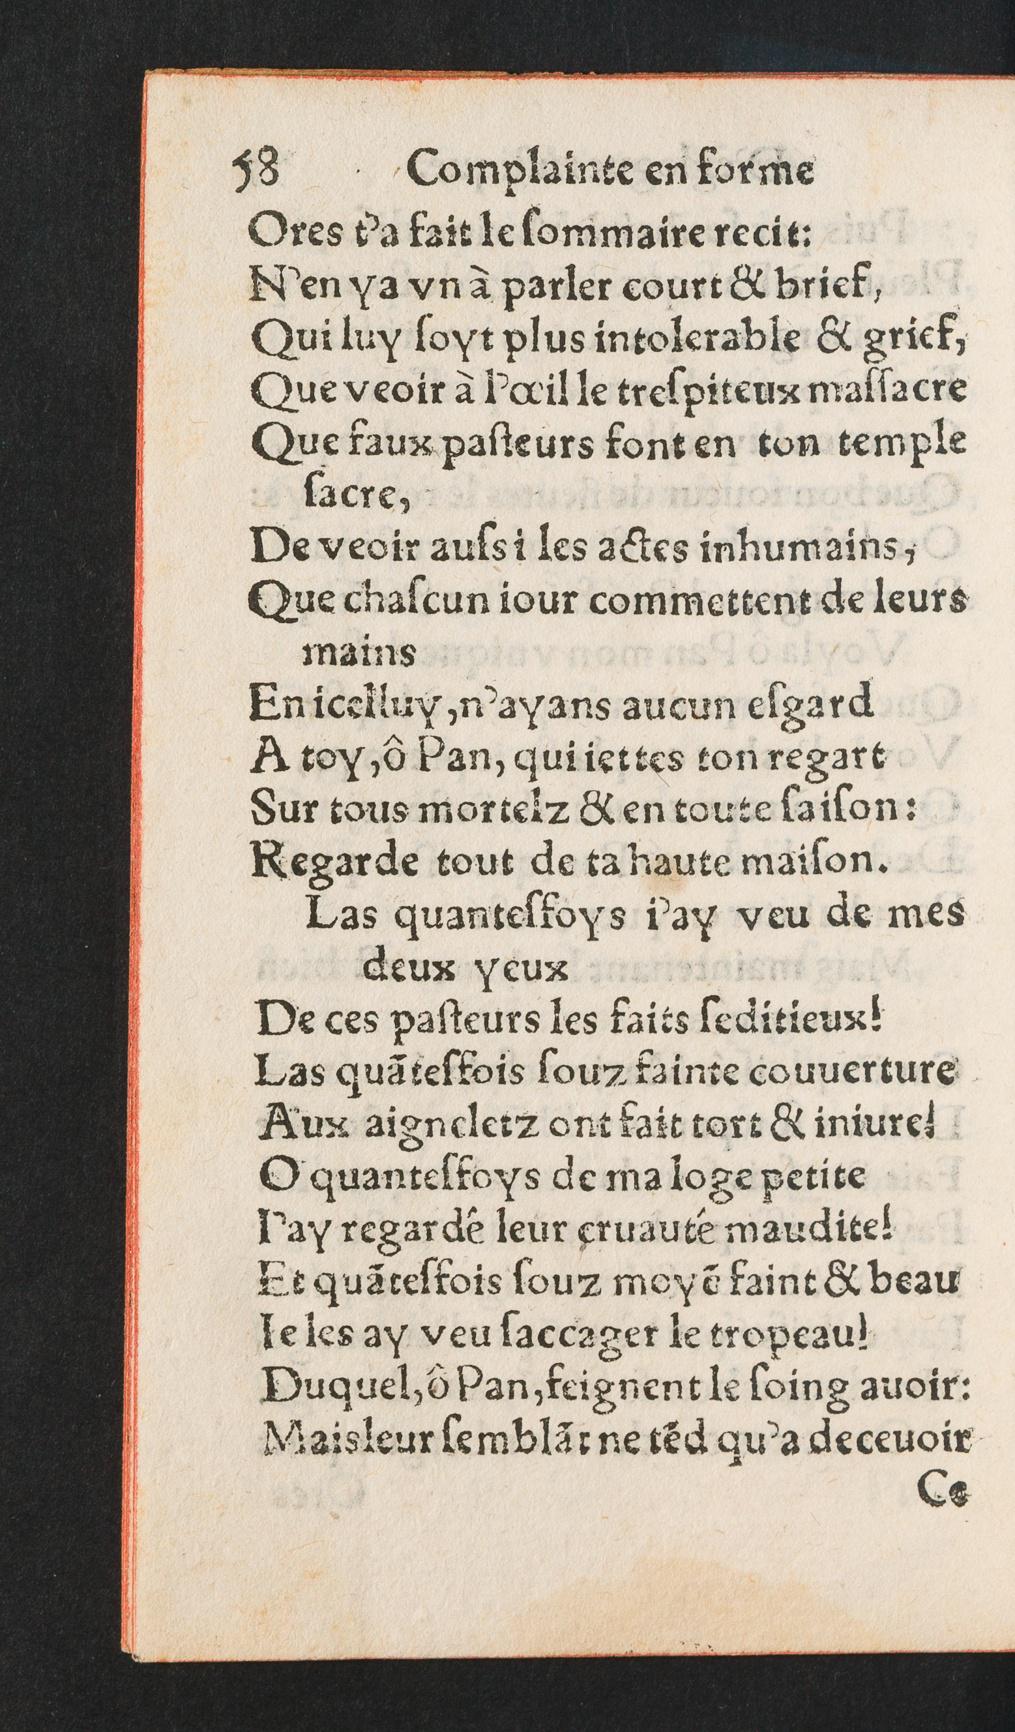 58 Complainte en forme
Ores t'a fait le ſommaire recit:
N'en ya vn à parler court & brief,
Qui luy ſoyt plus intolerable & grief,
Que veoir à l'œil le treſpiteux maſſacre
Que faux paſteurs font en ton temple
ſacre,
De veoir auſsi les actes inhumains,
Que chaſcun iour commettent de leurs
mains
En icelluy, n'ayans aucun eſgard
A toy, ô Pan, qui iettes ton regart
Sur tous mortelz & en toute ſaiſon:
Regarde tout de ta haute maiſon.
Las quanteſfoys i'ay veu de mes
deux yeux
De ces paſteurs les faits ſeditieux!
Las quãteſfois ſouz fainte couuerture
Aux aigneletz ont fait tort & iniure!
O quanteſfoys de ma loge petite
I'ay regardê leur cruauté maudite!
Et quãteſfois ſouz moyẽ faint & beau
Ie les ay veu ſaccager le tropeau!
Duquel, ô Pan, feignent le ſoing auoir:
Mais leur ſemblãt ne tẽd qu'a deceuoir
Ce